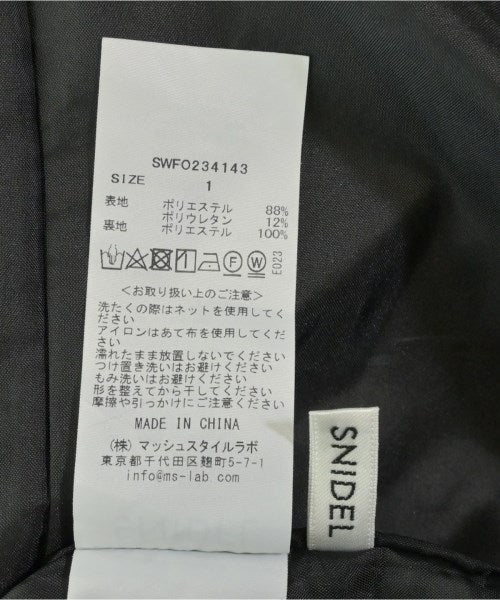 SWFO234143
SIZE 1
表地 ポリエステル 88%
ポリウレタン 12%
裏地 ポリエステル 100%
F W E023
<お取り扱い上のご注意>
洗たくの際はネットを使用してく
ださい
アイロンはあて布を使用してくだ
さい
濡れたまま放置しないでください
つけ置き洗いはお避けください
もみ洗いはお避けください
形を整えてから干してください
摩擦や引っかけにご注意ください
MADE IN CHINA
(株) マッシュスタイルラボ
東京都千代田区麹町5-7-1
info@ms-lab.com
SNIDEL